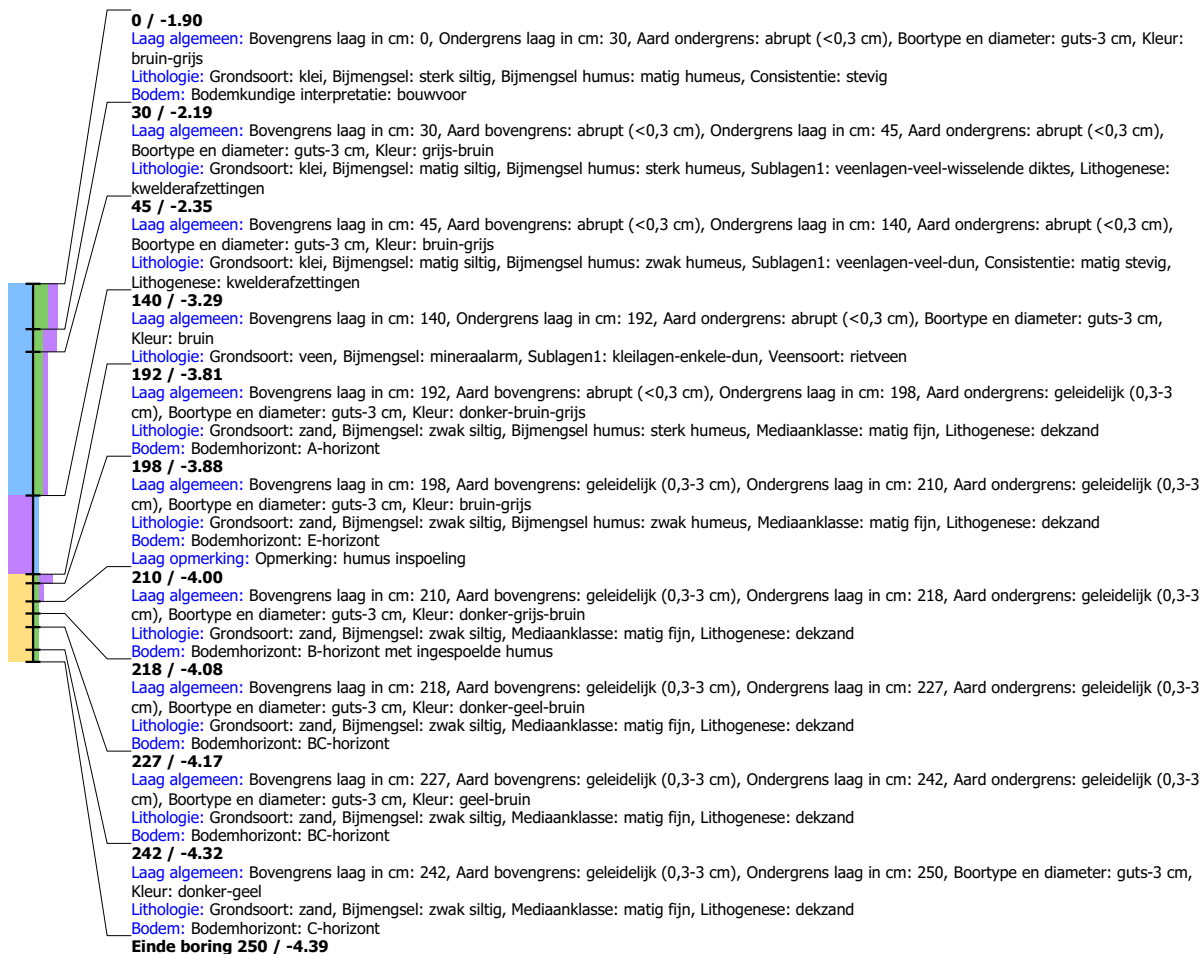 0 / -1.90
Laag algemeen: Bovengrens laag in cm: 0, Ondergrens laag in cm: 30, Aard ondergrens: abrupt (<0,3 cm), Boortype en diameter: guts-3 cm, Kleur:
bruin-grijs
Lithologie: Grondsoort: klei, Bijmengsel: sterk siltig, Bijmengsel humus: matig humeus, Consistentie: stevig
Bodem: Bodemkundige interpretatie: bouwvoor
30 / -2.19
Laag algemeen: Bovengrens laag in cm: 30, Aard bovengrens: abrupt (<0,3 cm), Ondergrens laag in cm: 45, Aard ondergrens: abrupt (<0,3 cm),
Boortype en diameter: guts-3 cm, Kleur: grijs-bruin
Lithologie: Grondsoort: klei, Bijmengsel: matig siltig, Bijmengsel humus: sterk humeus, Sublagen1: veenlagen-veel-wisselende diktes, Lithogenese:
kwelderafzettingen
45 / -2.35
Laag algemeen: Bovengrens laag in cm: 45, Aard bovengrens: abrupt (<0,3 cm), Ondergrens laag in cm: 140, Aard ondergrens: abrupt (<0,3 cm),
Boortype en diameter: guts-3 cm, Kleur: bruin-grijs
Lithologie: Grondsoort: klei, Bijmengsel: matig siltig, Bijmengsel humus: zwak humeus, Sublagen1: veenlagen-veel-dun, Consistentie: matig stevig,
Lithogenese: kwelderafzettingen
140 / -3.29
Laag algemeen: Bovengrens laag in cm: 140, Ondergrens laag in cm: 192, Aard ondergrens: abrupt (<0,3 cm), Boortype en diameter: guts-3 cm,
Kleur: bruin
Lithologie: Grondsoort: veen, Bijmengsel: mineraalarm, Sublagen1: kleilagen-enkele-dun, Veensoort: rietveen
192 / -3.81
Laag algemeen: Bovengrens laag in cm: 192, Aard bovengrens: abrupt (<0,3 cm), Ondergrens laag in cm: 198, Aard ondergrens: geleidelijk (0,3-3
cm), Boortype en diameter: guts-3 cm, Kleur: donker-bruin-grijs
Lithologie: Grondsoort: zand, Bijmengsel: zwak siltig, Bijmengsel humus: sterk humeus, Mediaanklasse: matig fijn, Lithogenese: dekzand
Bodem: Bodemhorizont: A-horizont
198 / -3.88
Laag algemeen: Bovengrens laag in cm: 198, Aard bovengrens: geleidelijk (0,3-3 cm), Ondergrens laag in cm: 210, Aard ondergrens: geleidelijk (0,3-3
cm), Boortype en diameter: guts-3 cm, Kleur: bruin-grijs
Lithologie: Grondsoort: zand, Bijmengsel: zwak siltig, Bijmengsel humus: zwak humeus, Mediaanklasse: matig fijn, Lithogenese: dekzand
Bodem: Bodemhorizont: E-horizont
Laag opmerking: Opmerking: humus inspoeling
210 / -4.00
Laag algemeen: Bovengrens laag in cm: 210, Aard bovengrens: geleidelijk (0,3-3 cm), Ondergrens laag in cm: 218, Aard ondergrens: geleidelijk (0,3-3
cm), Boortype en diameter: guts-3 cm, Kleur: donker-grijs-bruin
Lithologie: Grondsoort: zand, Bijmengsel: zwak siltig, Mediaanklasse: matig fijn, Lithogenese: dekzand
Bodem: Bodemhorizont: B-horizont met ingespoelde humus
218 / -4.08
Laag algemeen: Bovengrens laag in cm: 218, Aard bovengrens: geleidelijk (0,3-3 cm), Ondergrens laag in cm: 227, Aard ondergrens: geleidelijk (0,3-3
cm), Boortype en diameter: guts-3 cm, Kleur: donker-geel-bruin
Lithologie: Grondsoort: zand, Bijmengsel: zwak siltig, Mediaanklasse: matig fijn, Lithogenese: dekzand
Bodem: Bodemhorizont: BC-horizont
227 / -4.17
Laag algemeen: Bovengrens laag in cm: 227, Aard bovengrens: geleidelijk (0,3-3 cm), Ondergrens laag in cm: 242, Aard ondergrens: geleidelijk (0,3-3
cm), Boortype en diameter: guts-3 cm, Kleur: geel-bruin
Lithologie: Grondsoort: zand, Bijmengsel: zwak siltig, Mediaanklasse: matig fijn, Lithogenese: dekzand
Bodem: Bodemhorizont: BC-horizont
242 / -4.32
Laag algemeen: Bovengrens laag in cm: 242, Aard bovengrens: geleidelijk (0,3-3 cm), Ondergrens laag in cm: 250, Boortype en diameter: guts-3 cm,
Kleur: donker-geel
Lithologie: Grondsoort: zand, Bijmengsel: zwak siltig, Mediaanklasse: matig fijn, Lithogenese: dekzand
Bodem: Bodemhorizont: C-horizont
Einde boring 250 / -4.39